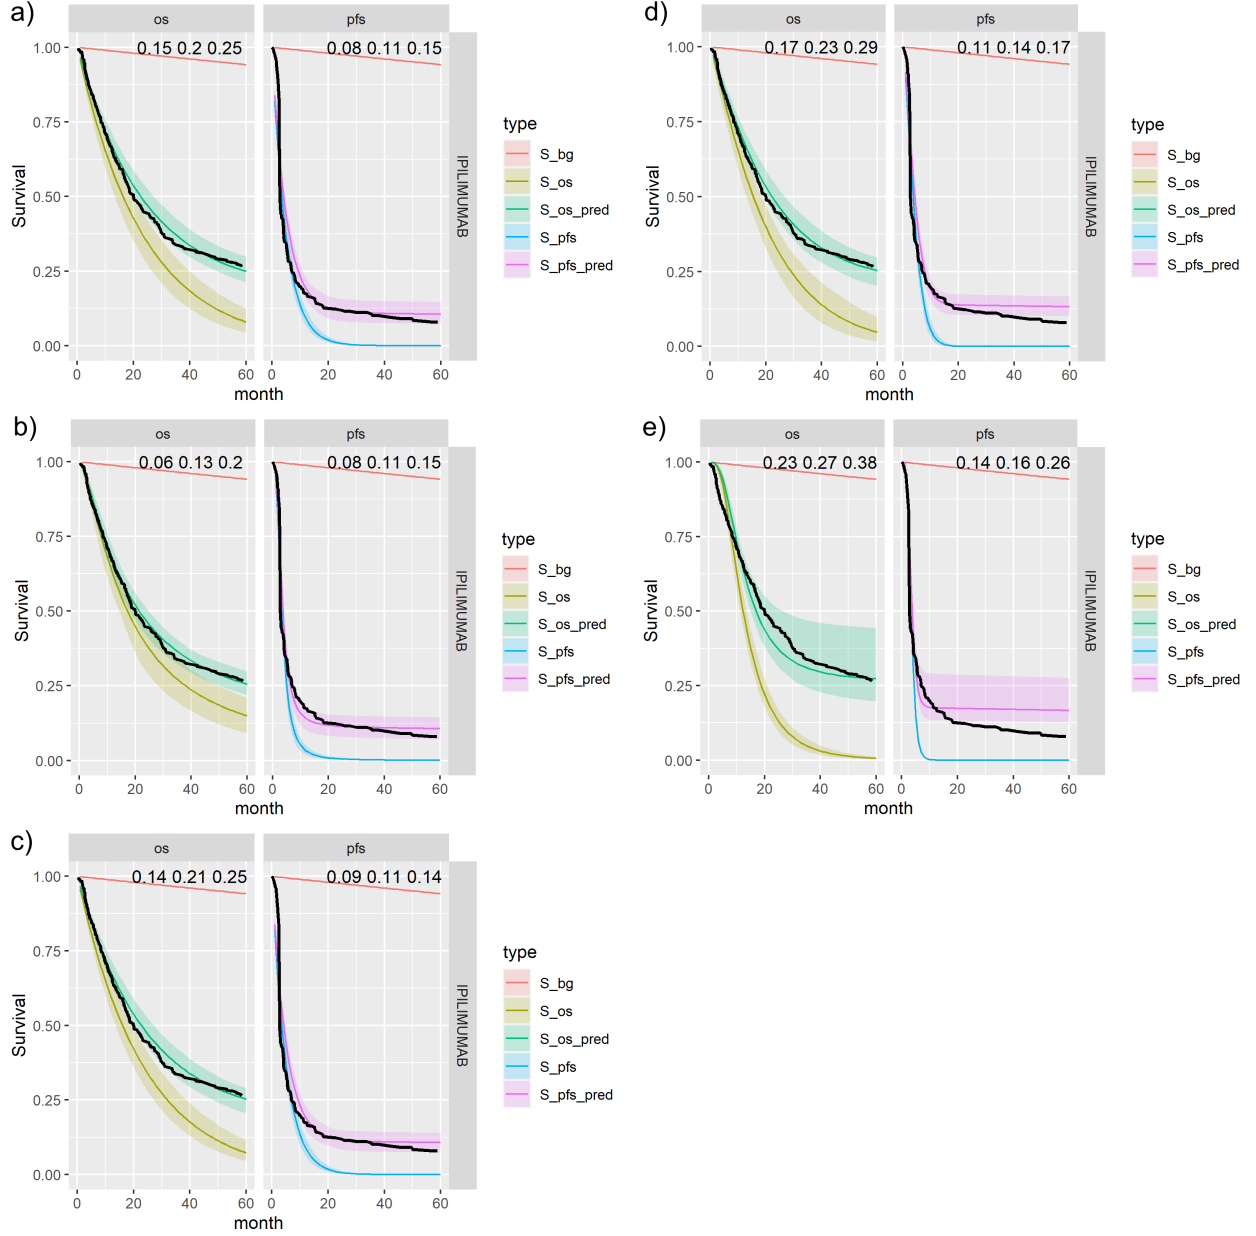 a)
os pfs
0.15 0.2 0.25 0.08 0.11 0.15
1.00
0.75
0.50
0.25
0.00
Survival
IPILIMUMAB
0 20 40 60 0 20 40 60
month
type
S_bg
S_os
S_os_pred
S_pfs
S_pfs_pred
d)
os pfs
0.17 0.23 0.29 0.11 0.14 0.17
1.00
0.75
0.50
0.25
0.00
Survival
IPILIMUMAB
0 20 40 60 0 20 40 60
month
type
S_bg
S_os
S_os_pred
S_pfs
S_pfs_pred
b)
os pfs
0.06 0.13 0.2 0.08 0.11 0.15
1.00
0.75
0.50
0.25
0.00
Survival
IPILIMUMAB
0 20 40 60 0 20 40 60
month
type
S_bg
S_os
S_os_pred
S_pfs
S_pfs_pred
e)
os pfs
0.23 0.27 0.38 0.14 0.16 0.26
1.00
0.75
0.50
0.25
0.00
Survival
IPILIMUMAB
0 20 40 60 0 20 40 60
month
type
S_bg
S_os
S_os_pred
S_pfs
S_pfs_pred
c)
os pfs
0.14 0.21 0.25 0.09 0.11 0.14
1.00
0.75
0.50
0.25
0.00
Survival
IPILIMUMAB
0 20 40 60 0 20 40 60
month
type
S_bg
S_os
S_os_pred
S_pfs
S_pfs_pred